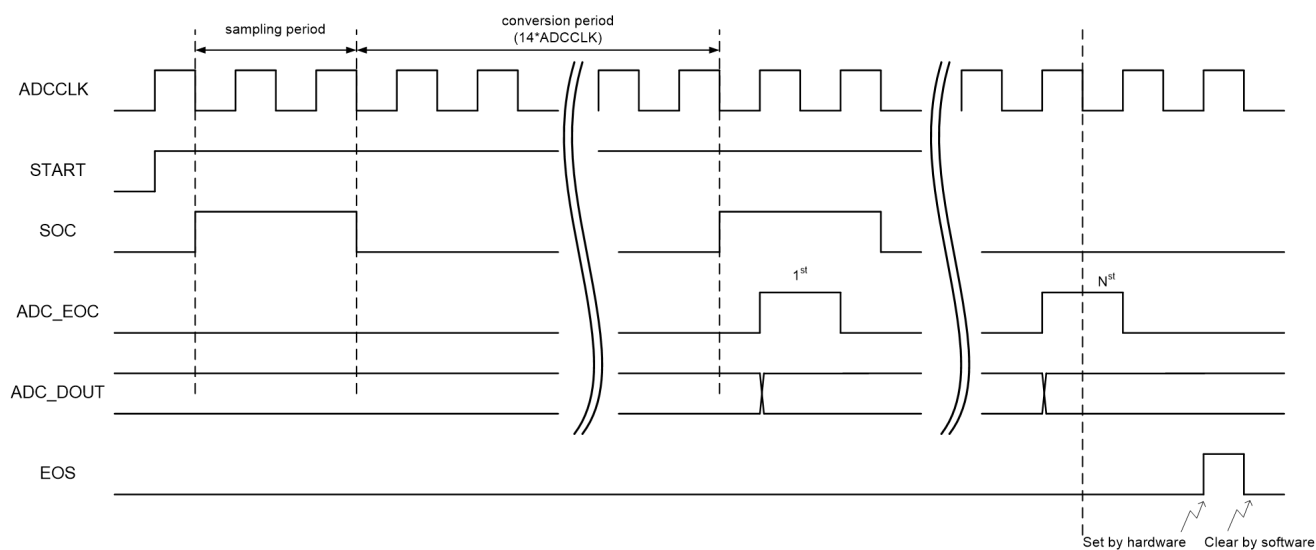 sampling period
conversion period
(14*ADCCLK)
ADCCLK
START
SOC
1st
Nst
ADC_EOC
ADC_DOUT
EOS
Set by hardware
Clear by software